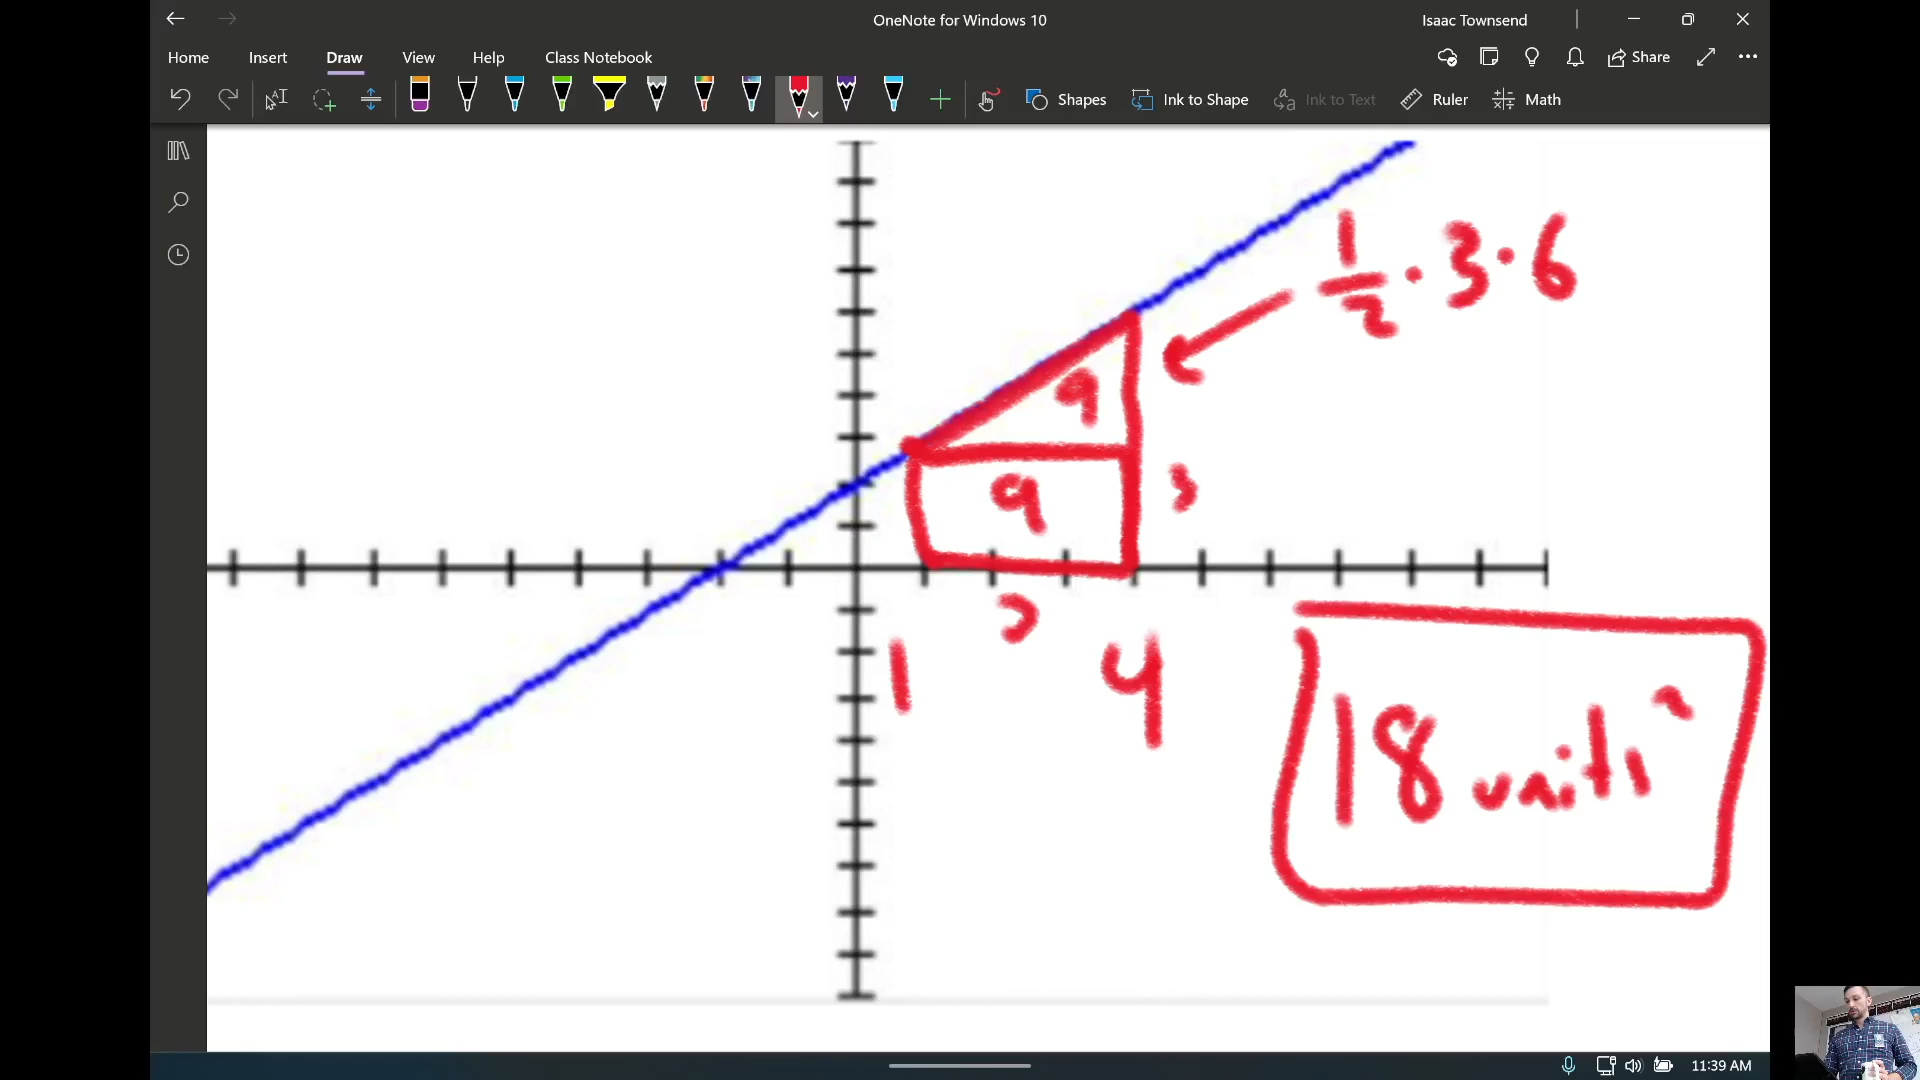 OneNote for Windows 10
Isaac Townsend
Home Insert Draw View Help Class Notebook
Share
Shapes Ink to Shape Ink to Text Ruler Math
1/2 · 3 · 6
9
9
3
3
1
4
18 units²
11:39 AM